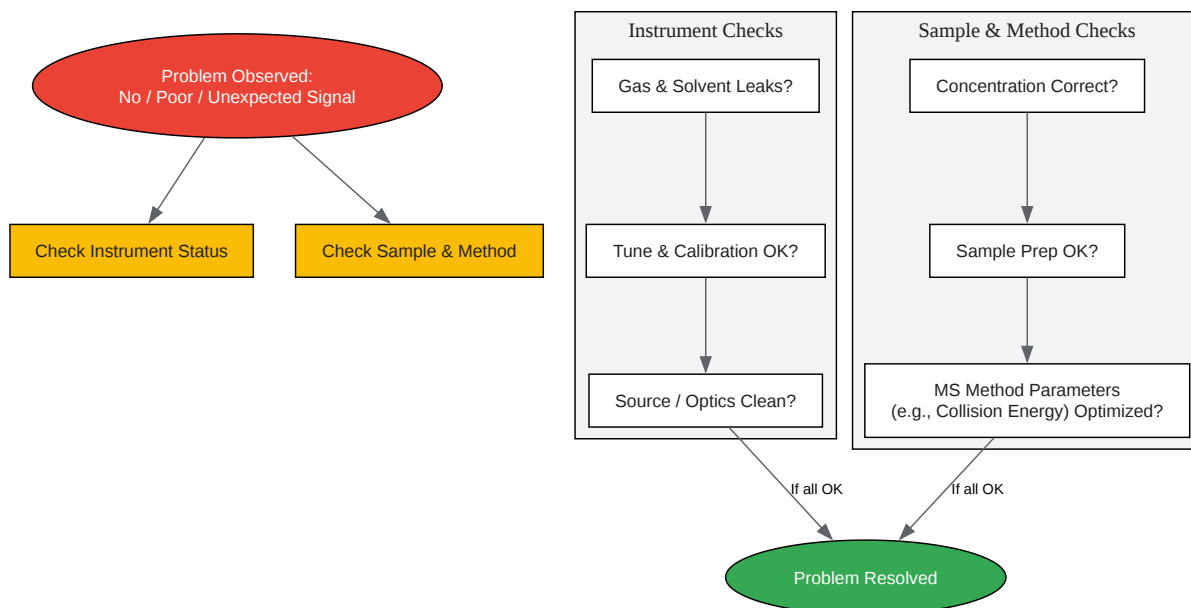 Problem Observed:
No / Poor / Unexpected Signal
Check Instrument Status
Check Sample & Method
Instrument Checks
Gas & Solvent Leaks?
Tune & Calibration OK?
Source / Optics Clean?
Sample & Method Checks
Concentration Correct?
Sample Prep OK?
MS Method Parameters
(e.g., Collision Energy) Optimized?
If all OK
If all OK
Problem Resolved